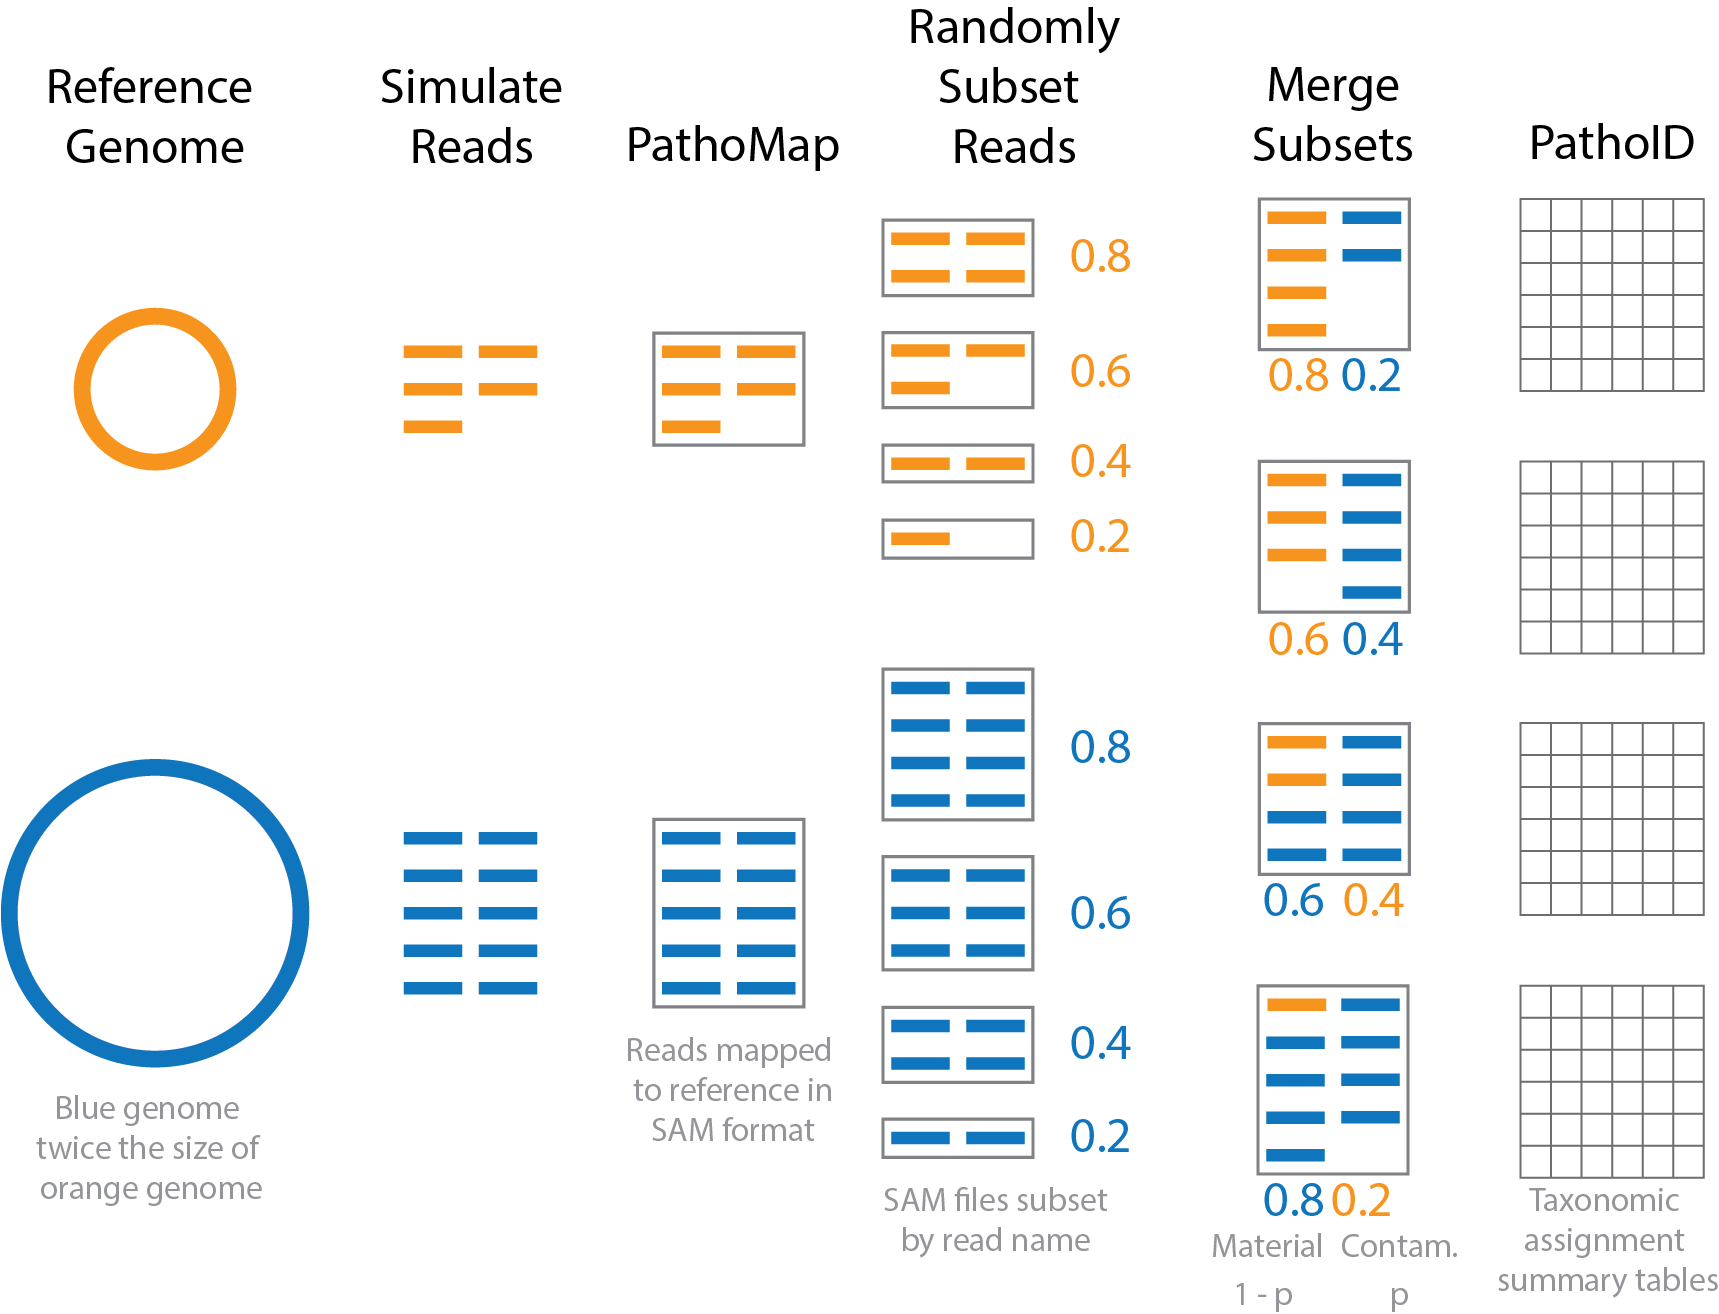 Reference
Genome
Simulate
Reads
PathoMap
Randomly
Subset
Reads
Merge
Subsets
PathoID
0.8
0.6
0.4
0.2
0.8
0.6
0.4
0.2
0.8 0.2
0.6 0.4
0.6 0.4
0.8 0.2
Blue genome
twice the size of
orange genome
Reads mapped
to reference in
SAM format
SAM files subset
by read name
Material Contam.
1 - p p
Taxonomic
assignment
summary tables